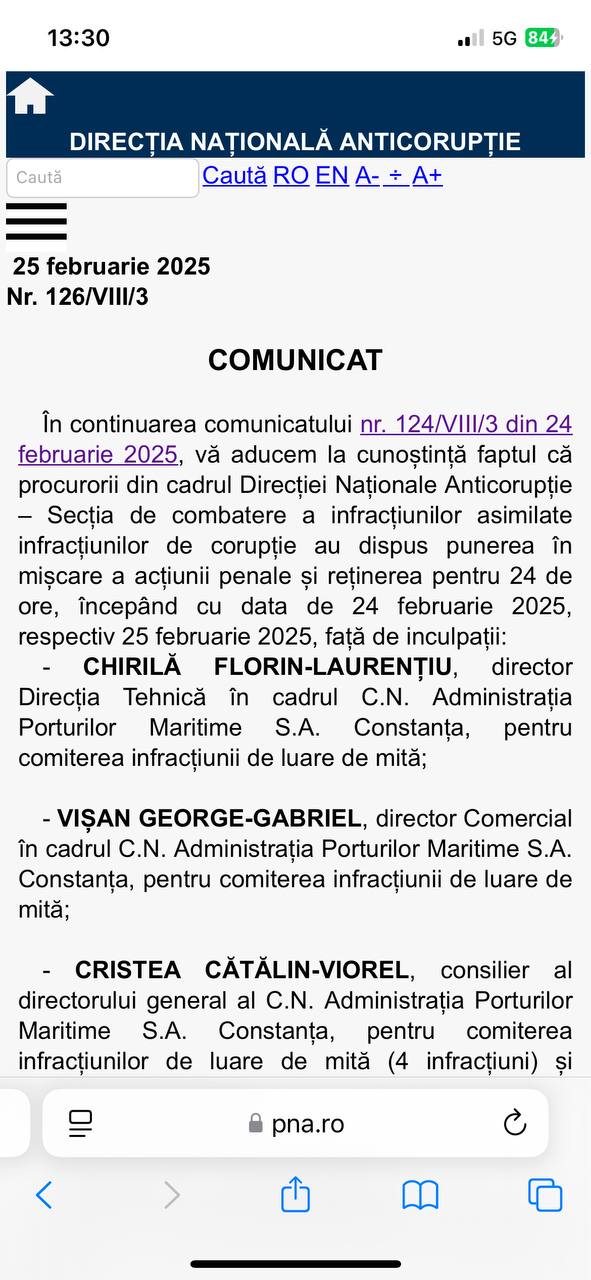 13:30
5G 84
DIRECȚIA NAȚIONALĂ ANTICORUPȚIE
Caută Caută RO EN A- ÷ A+
25 februarie 2025
Nr. 126/VIII/3
COMUNICAT
În continuarea comunicatului nr. 124/VIII/3 din 24
februarie 2025, vă aducem la cunoștință faptul că
procurorii din cadrul Direcției Naționale Anticorupție
– Secția de combatere a infracțiunilor asimilate
infracțiunilor de corupție au dispus punerea în
mișcare a acțiunii penale și reținerea pentru 24 de
ore, începând cu data de 24 februarie 2025,
respectiv 25 februarie 2025, față de inculpații:
- CHIRILĂ FLORIN-LAURENȚIU, director
Direcția Tehnică în cadrul C.N. Administrația
Porturilor Maritime S.A. Constanța, pentru
comiterea infracțiunii de luare de mită;
- VIȘAN GEORGE-GABRIEL, director Comercial
în cadrul C.N. Administrația Porturilor Maritime S.A.
Constanța, pentru comiterea infracțiunii de luare de
mită;
- CRISTEA CĂTĂLIN-VIOREL, consilier al
directorului general al C.N. Administrația Porturilor
Maritime S.A. Constanța, pentru comiterea
infracțiunilor de luare de mită (4 infracțiuni) și
pna.ro